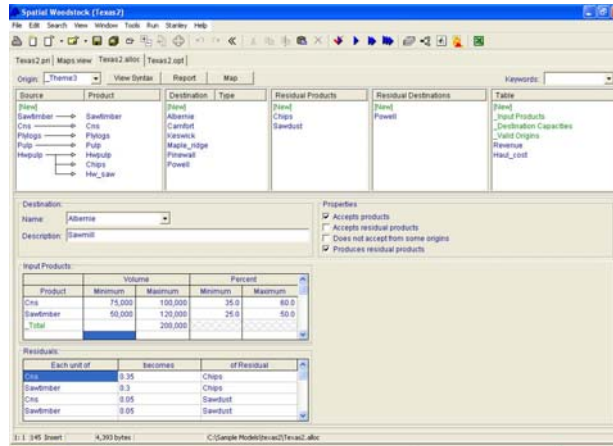 Spatial Woodstock (Texas2)
File Edit Search View Window Tools Run Stanley Help
Texas2.pri Maps.view Texas2.alloc Texas2.opt
Origin: _Theme3 View Syntax Report Map Keywords:
Source Product Destination Type Residual Products Residual Destinations Table
[New] [New] [New] [New] [New]
Sawtimber Sawtimber Albernie Chips Powell _Input Products
Cns Cns Camfort Sawdust _Destination Capacities
Plylogs Plylogs Keswick _Valid Origins
Pulp Pulp Maple_ridge Revenue
Hwpulp Hwpulp Pinewall Haul_cost
Chips Powell
Hw_saw
Destination: Properties
Name: Albernie Accepts products
Accepts residual products
Description: Sawmill Does not accept from some origins
Produces residual products
Input Products:
Volume Percent
Product Minimum Maximum Minimum Maximum
Cns 75,000 100,000 35.0 60.0
Sawtimber 50,000 120,000 25.0 50.0
_Total 200,000
Residuals:
Each unit of becomes of Residual
Cns 0.35 Chips
Sawtimber 0.3 Chips
Cns 0.05 Sawdust
Sawtimber 0.05 Sawdust
1: 1 145 Insert 4,393 bytes C:\Sample Models\texas2\Texas2.alloc